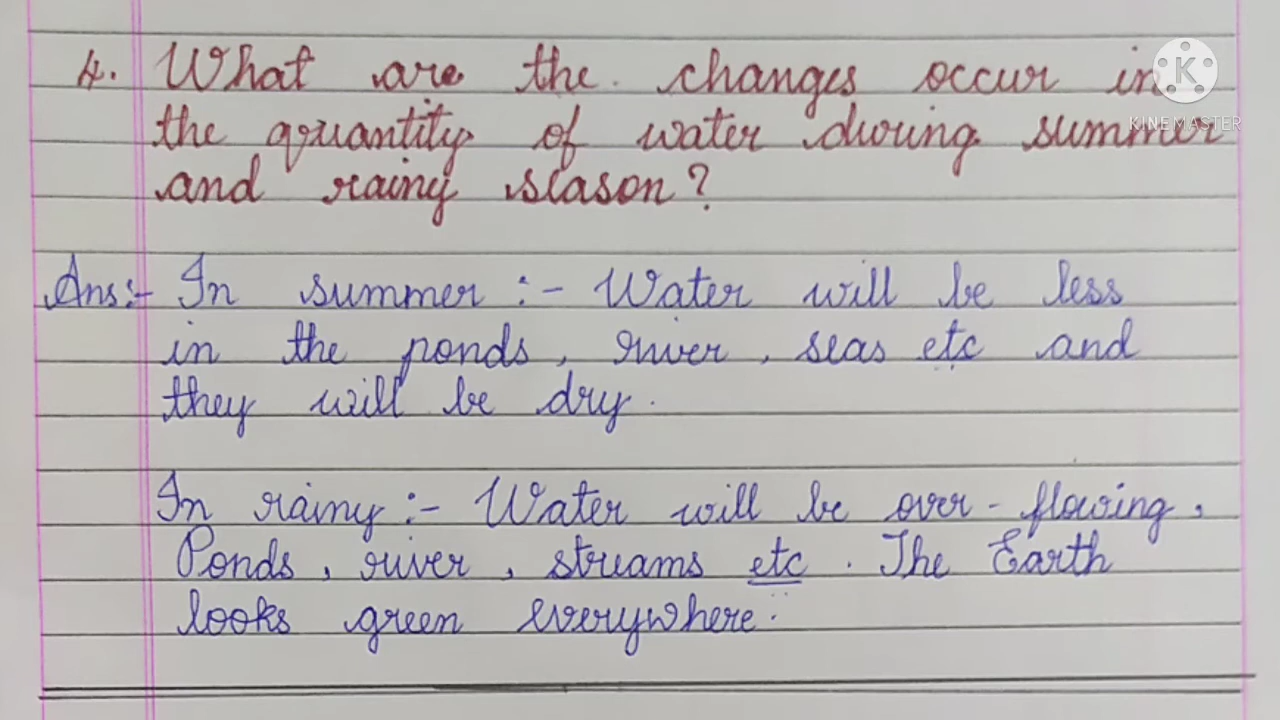 4. What are the changes occur in
the quantity of water during summer
and rainy season?
Ans:- In summer :- Water will be less
in the ponds, river, seas etc and
they will be dry.
In rainy :- Water will be over-flowing,
Ponds, river, streams etc. The Earth
looks green everywhere.
K
KINEMASTER